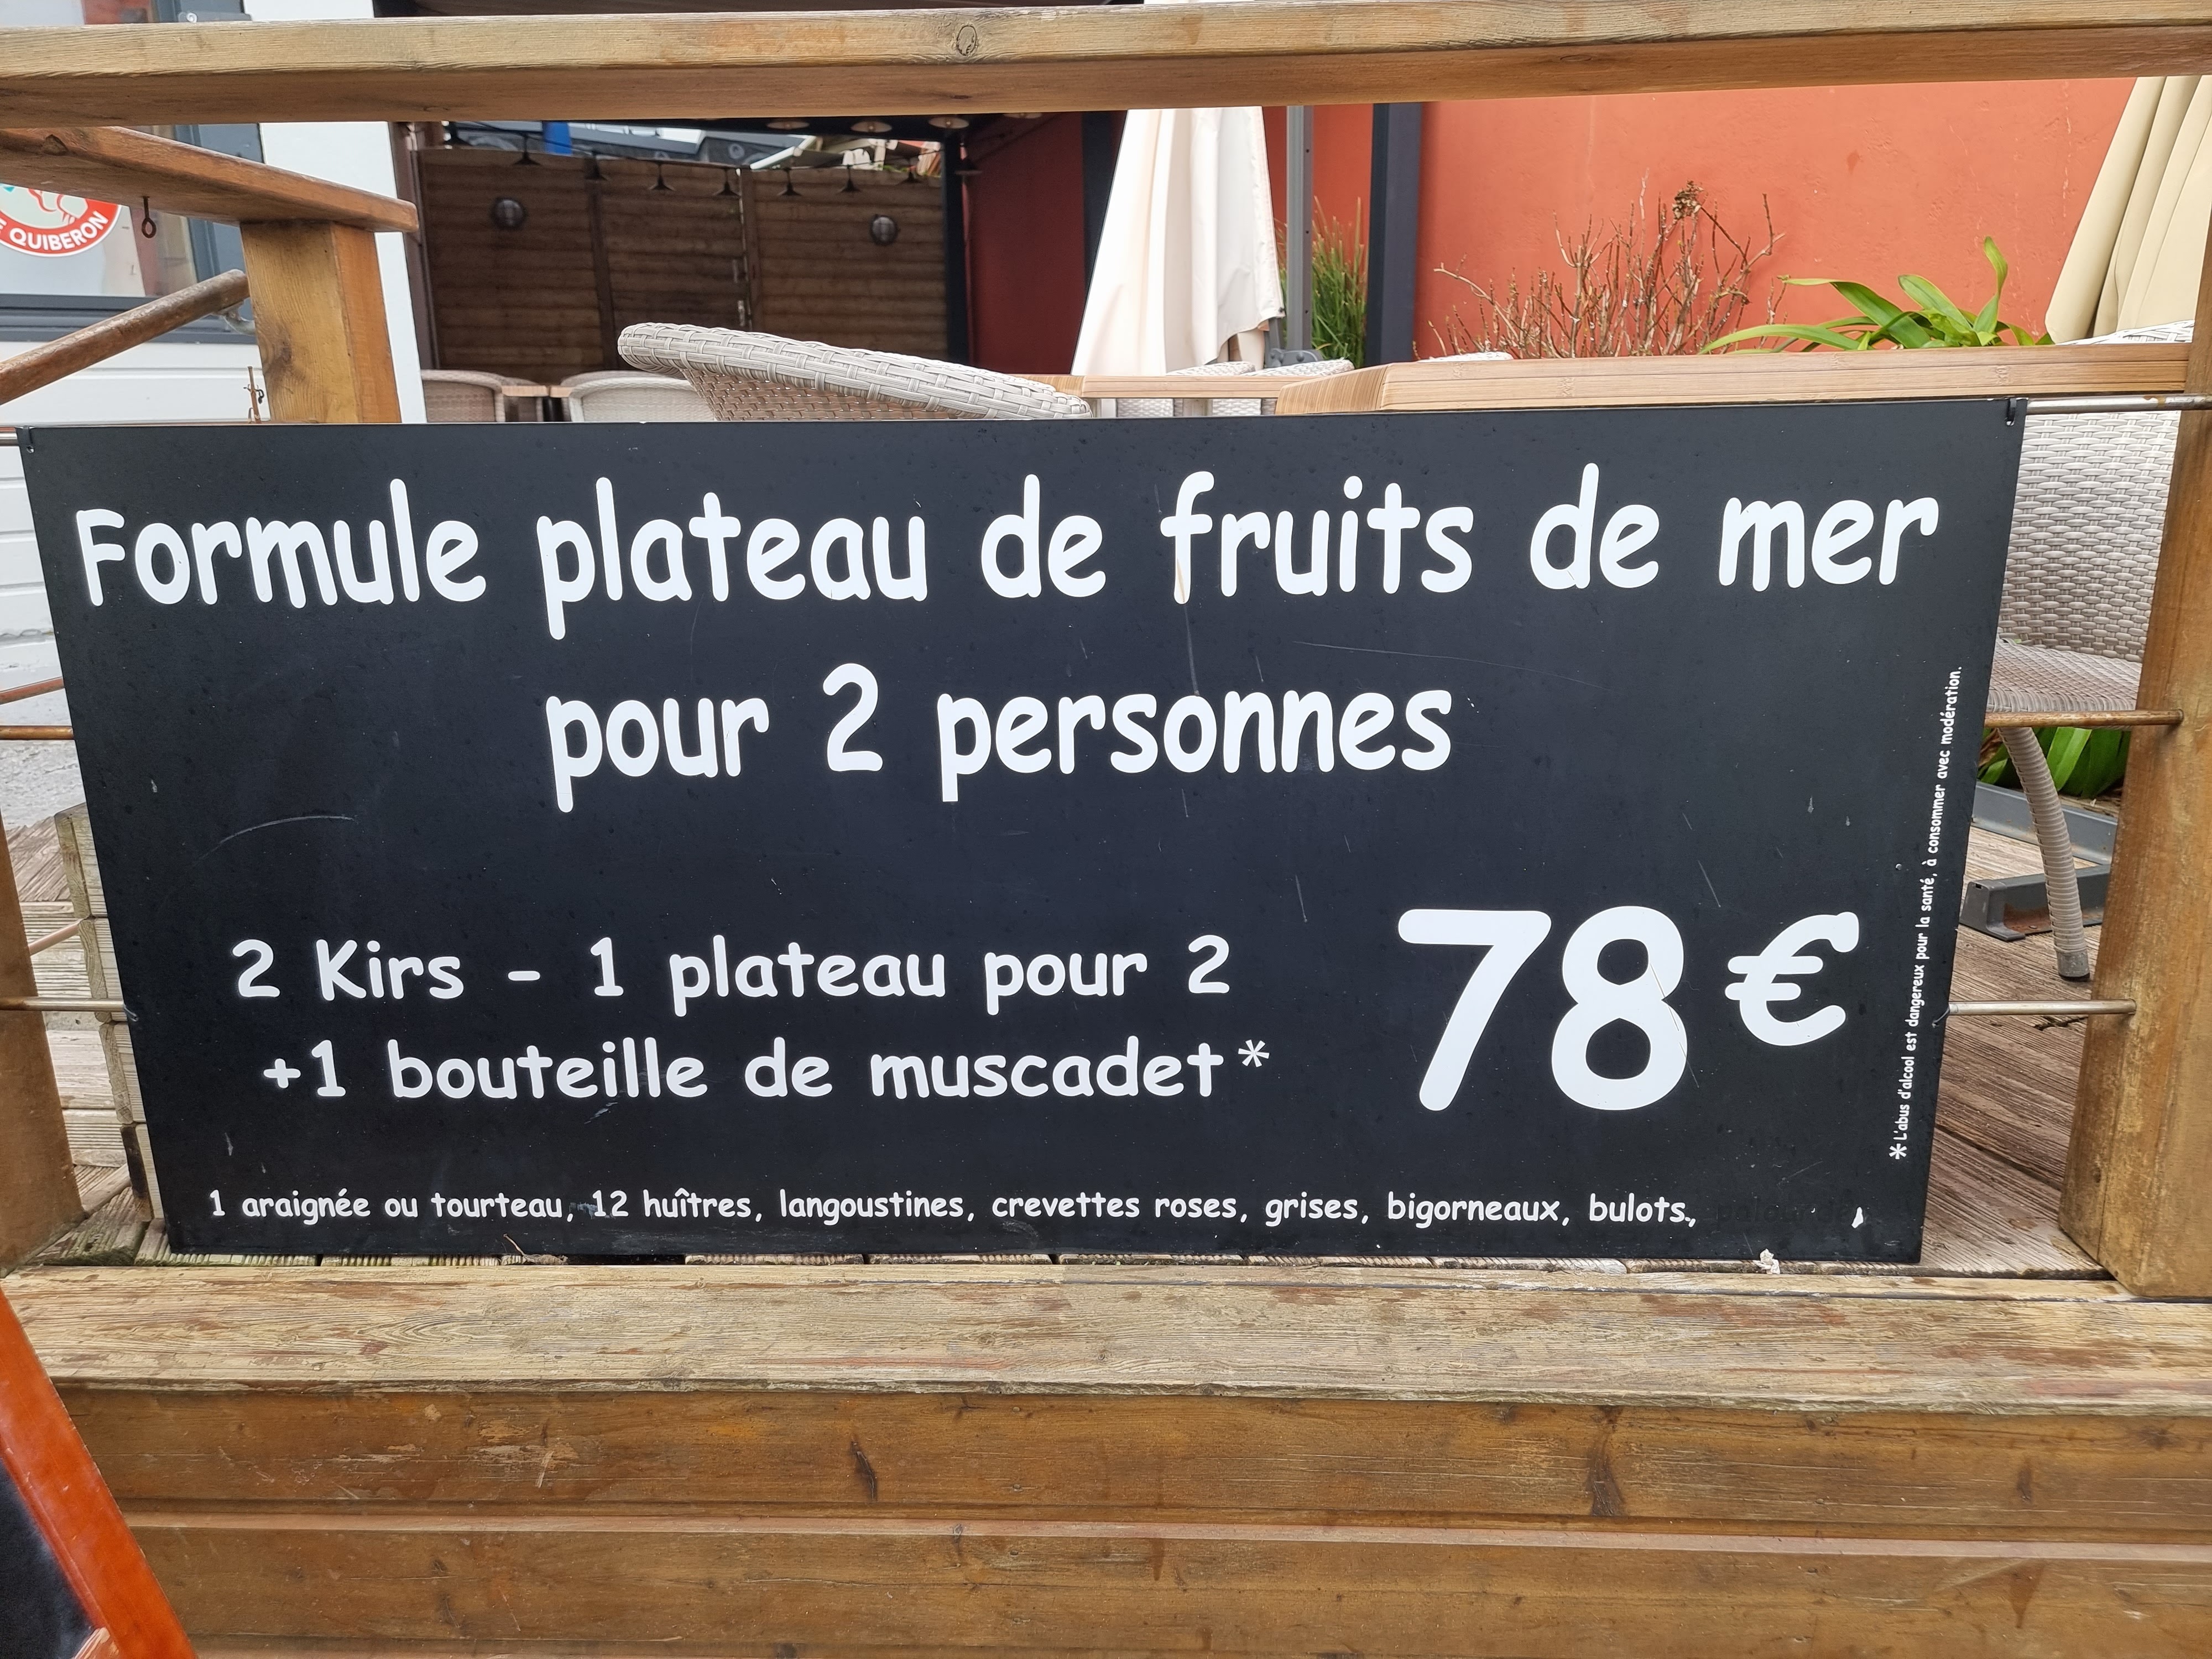 E QUIBERON
Formule plateau de fruits de mer
pour 2 personnes
2 Kirs - 1 plateau pour 2
+1 bouteille de muscadet*
78€
1 araignée ou tourteau, 12 huîtres, langoustines, crevettes roses, grises, bigorneaux, bulots,
*L'abus d'alcool est dangereux pour la santé, à consommer avec modération.